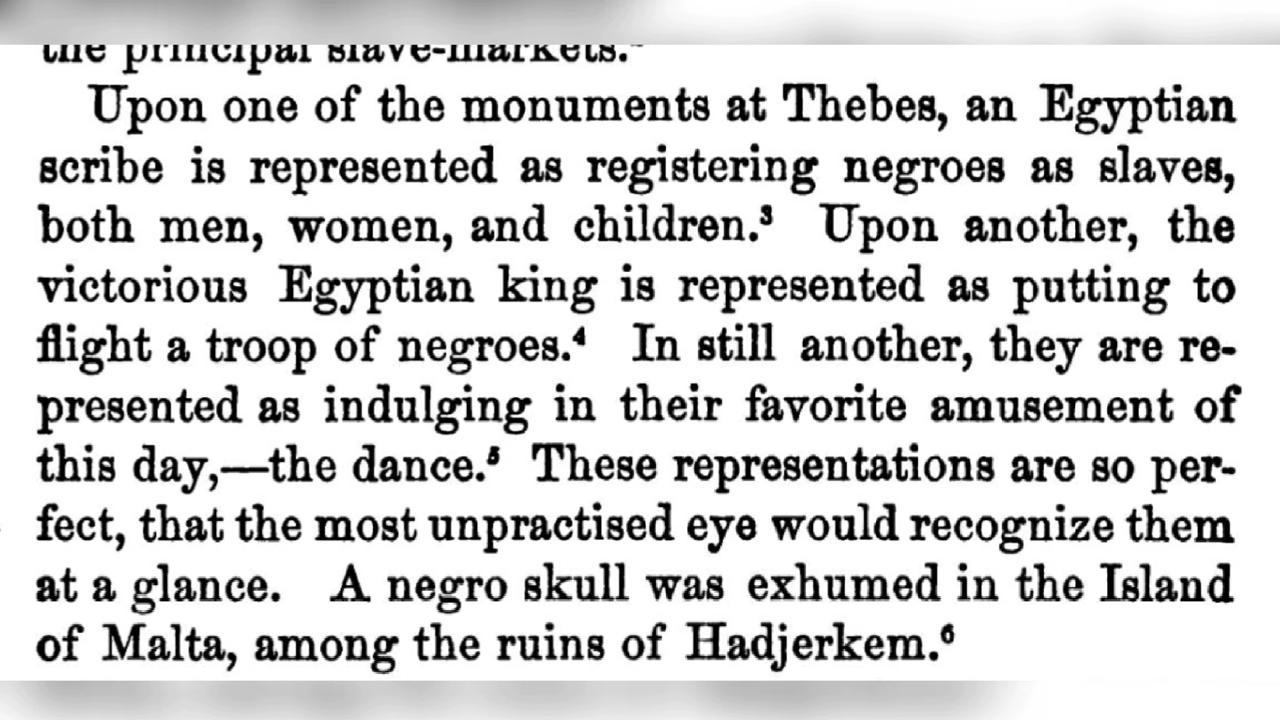 the principal slave-markets.
Upon one of the monuments at Thebes, an Egyptian
scribe is represented as registering negroes as slaves,
both men, women, and children.³ Upon another, the
victorious Egyptian king is represented as putting to
flight a troop of negroes.⁴ In still another, they are re-
presented as indulging in their favorite amusement of
this day,—the dance.⁵ These representations are so per-
fect, that the most unpractised eye would recognize them
at a glance. A negro skull was exhumed in the Island
of Malta, among the ruins of Hadjerkem.⁶